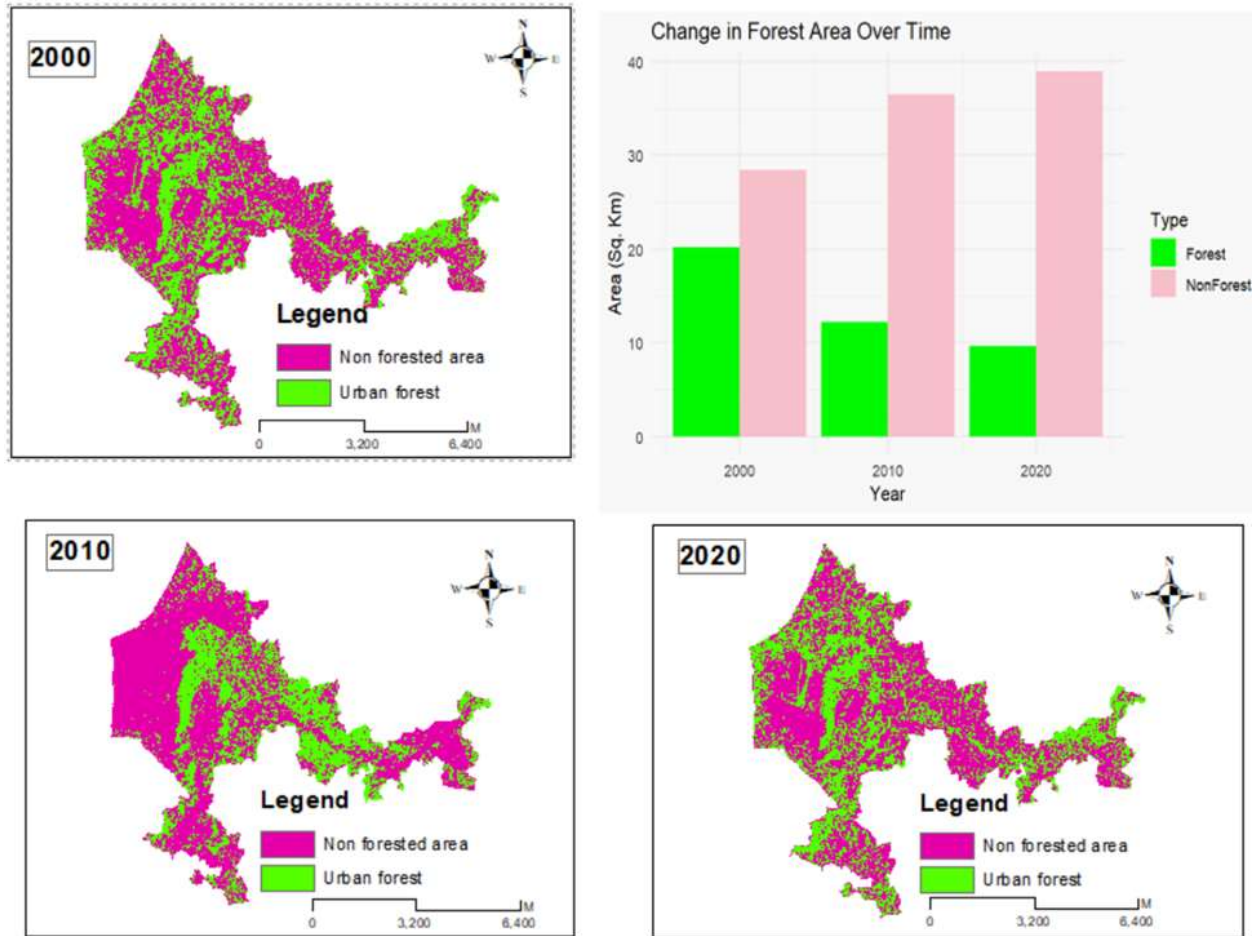 2000
N
W E
S
Legend
Non forested area
Urban forest
M
0 3,200 6,400
Change in Forest Area Over Time
40
30
20
10
0
Area (Sq, Km)
2000 2010 2020
Year
Type
Forest
NonForest
2010
N
W E
S
Legend
Non forested area
Urban forest
M
0 3,200 6,400
2020
N
W E
S
Legend
Non forested area
Urban forest
M
0 3,200 6,400